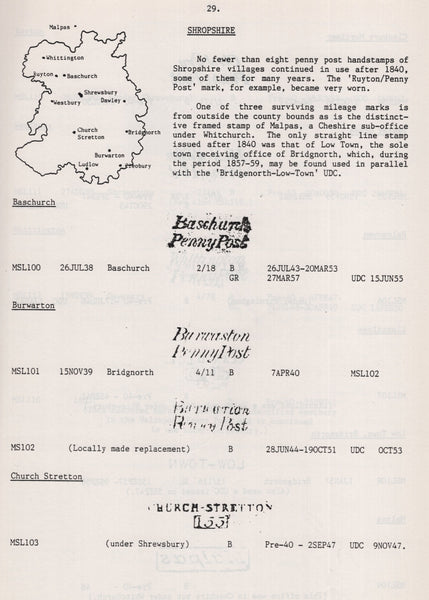 29.
Malpas
Whittington
Ruyton
Baschurch
Shrewsbury
Dawley
Westbury
Church
Stretton
Bridgnorth
Burwarton
Ludlow
SHROPSHIRE
No fewer than eight penny post handstamps of
Shropshire villages continued in use after 1840,
some of them for many years. The 'Ruyton/Penny
Post' mark, for example, became very worn.
One of three surviving mileage marks is
from outside the county bounds as is the distinct-
ive framed stamp of Malpas, a Cheshire sub-office
under Whitchurch. The only straight line stamp
issued after 1840 was that of Low Town, the sole
town receiving office of Bridgnorth, which, during
the period 1857-59, may be found used in parallel
with the 'Bridgenorth-Low-Town' UDC.
Baschurch
Baschurch
PennyPost
MSL100 26JUL38 Baschurch 2/18 B 26JUL43-20MAR53
GR 27MAR57 UDC 15JUN55
Burwarton
Burwaston
PennyPost
MSL101 15NOV39 Bridgnorth 4/11 B 7APR40 MSL102
Burwarton
Penny Post
MS102 (Locally made replacement) B 28JUN44-19OCT51 UDC OCT53
Church Stretton
CHURCH-STRETTON
155
MSL103 (under Shrewsbury) B Pre-40 - 2SEP47 UDC 9NOV47.